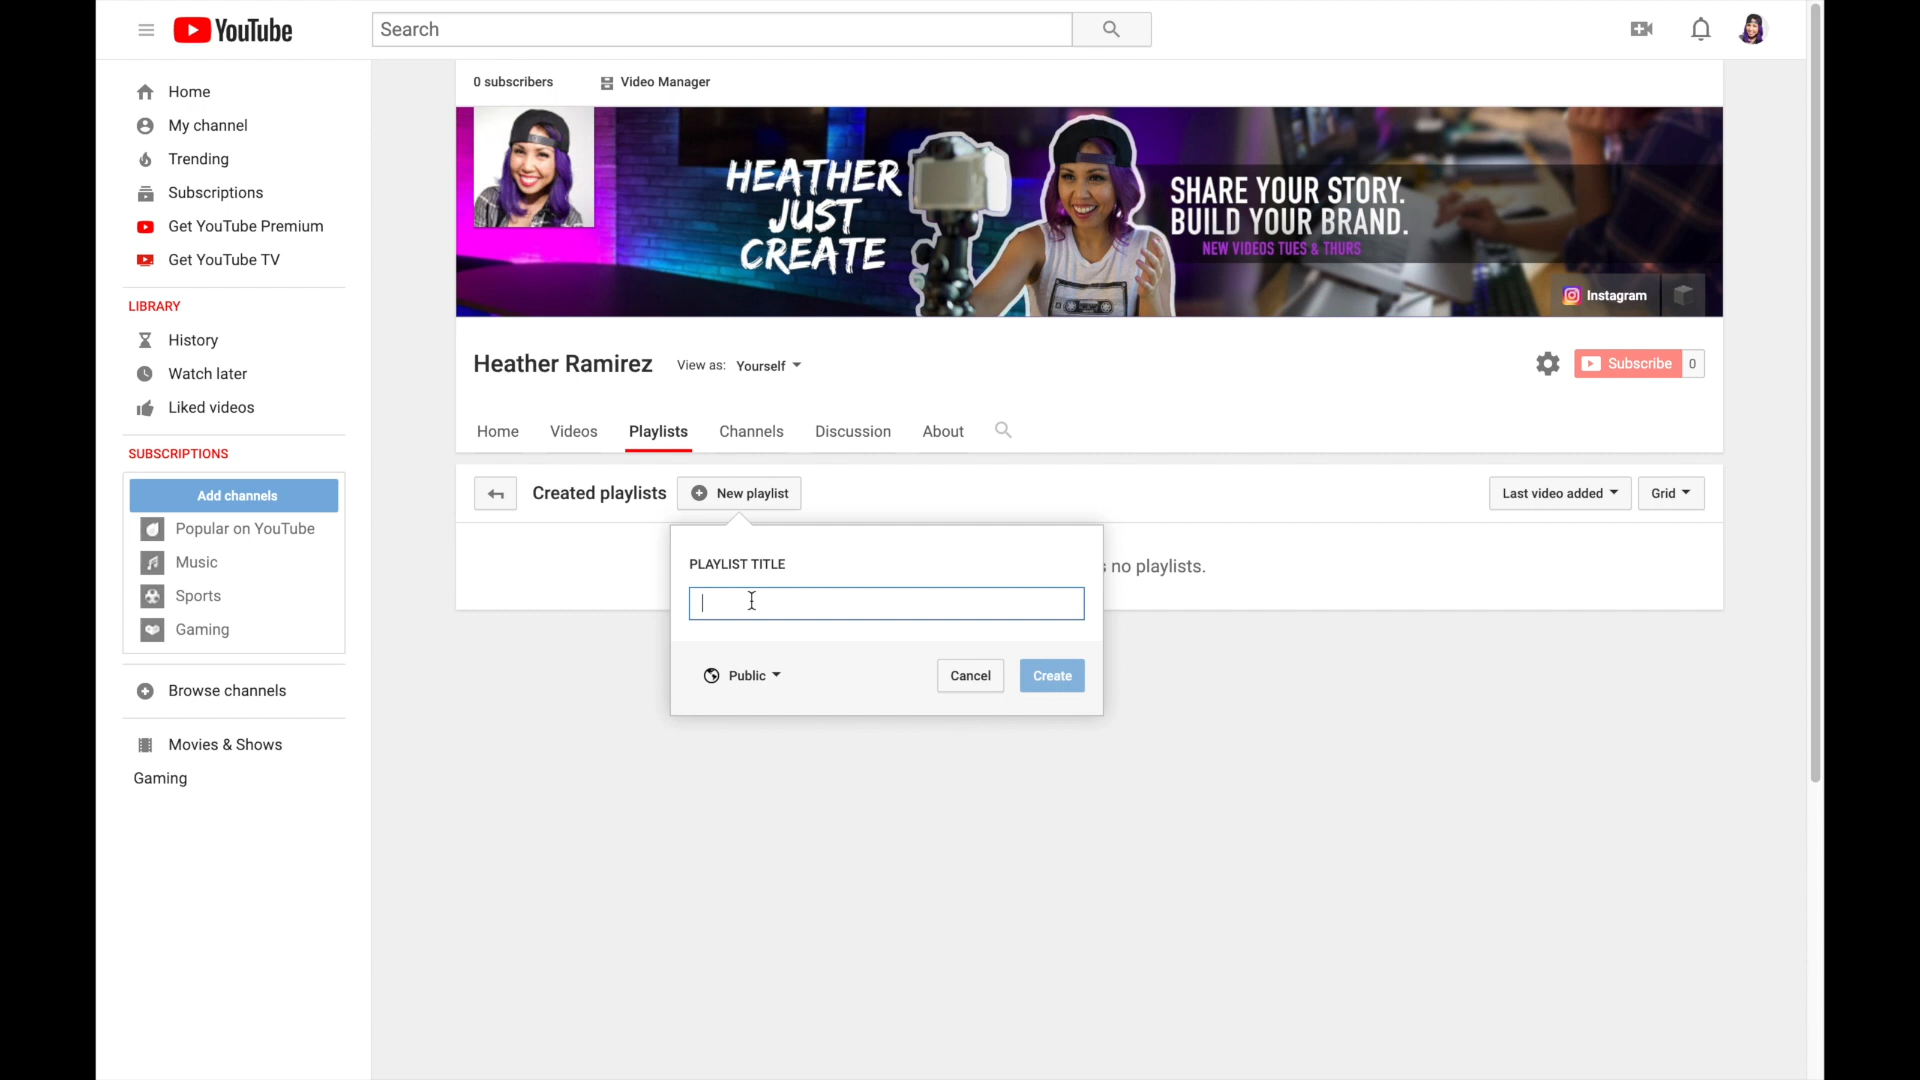 YouTube
Search
Home
My channel
Trending
Subscriptions
Get YouTube Premium
Get YouTube TV
LIBRARY
History
Watch later
Liked videos
SUBSCRIPTIONS
Add channels
Popular on YouTube
Music
Sports
Gaming
Browse channels
Movies & Shows
Gaming
0 subscribers Video Manager
HEATHER
JUST
CREATE
SHARE YOUR STORY.
BUILD YOUR BRAND.
NEW VIDEOS TUES & THURS
Instagram
Heather Ramirez View as: Yourself
Subscribe 0
Home Videos Playlists Channels Discussion About
Created playlists New playlist Last video added Grid
no playlists.
PLAYLIST TITLE
Public Cancel Create